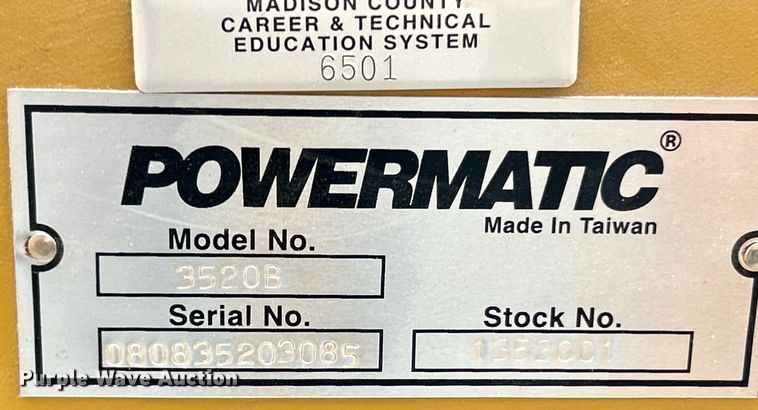 MADISON COUNTY
CAREER & TECHNICAL
EDUCATION SYSTEM
6501
POWERMATIC®
Made In Taiwan
Model No.
3520B
Serial No.
080835203085
Stock No.
1353001
Purple Wave Auction